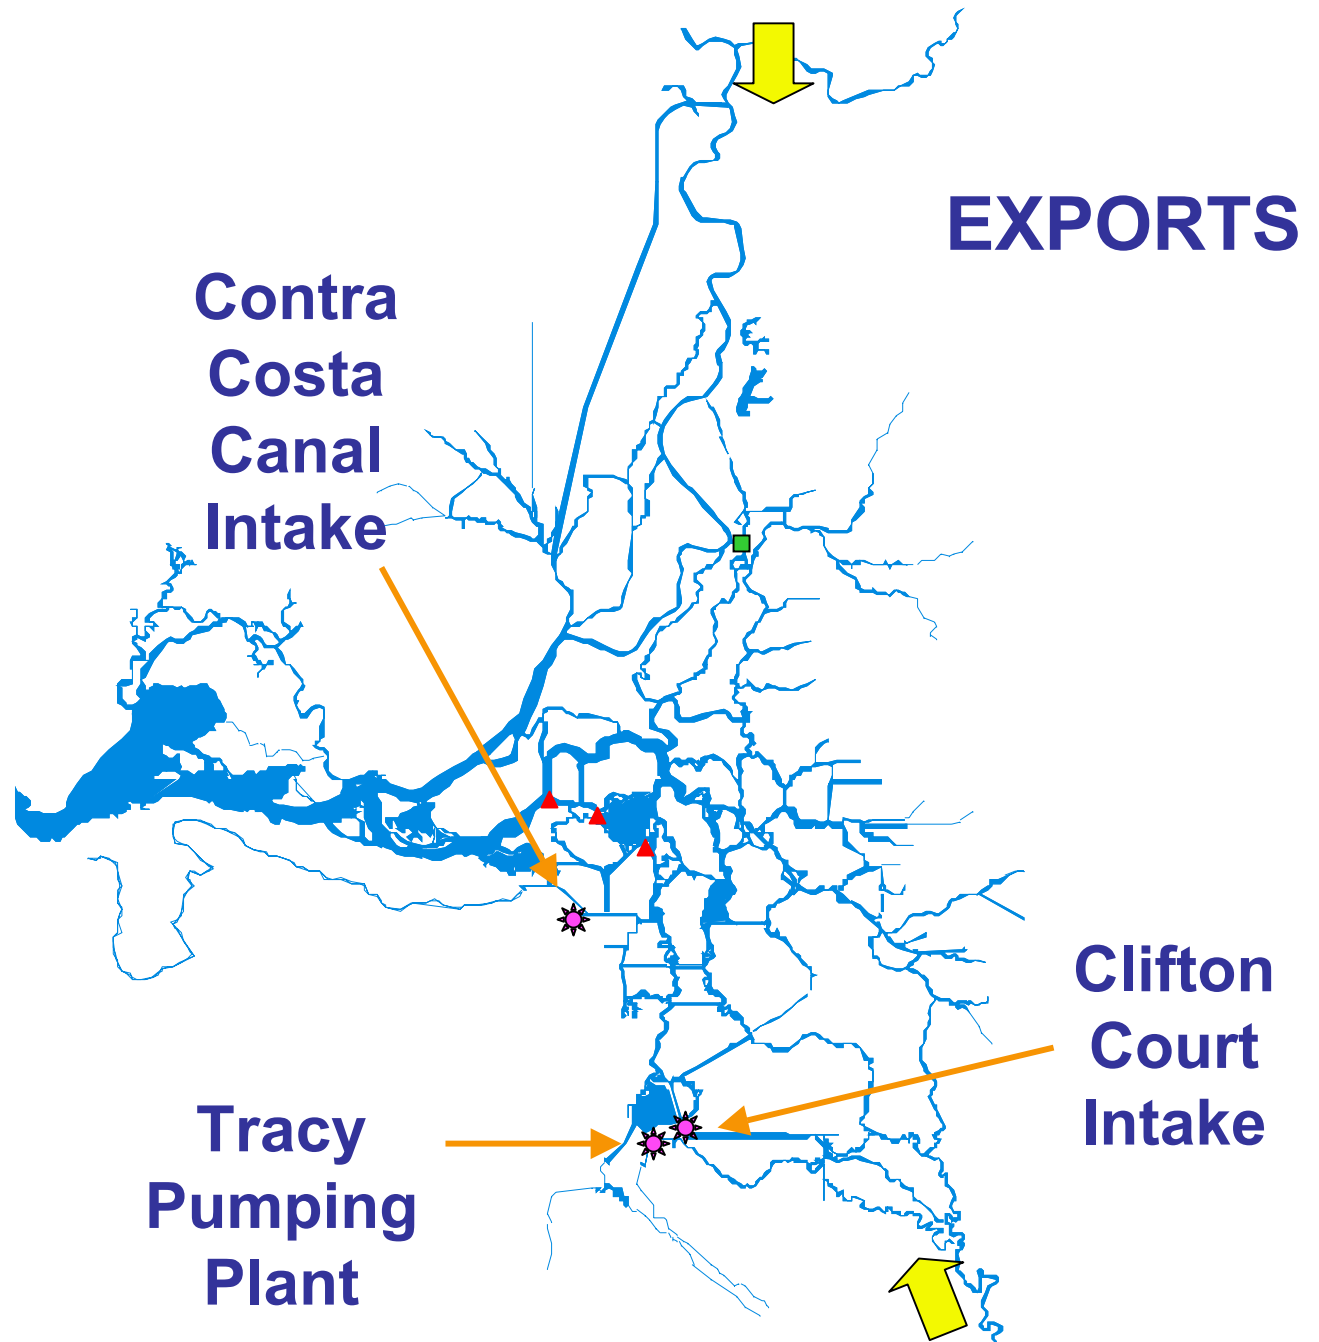 EXPORTS
Contra
Costa
Canal
Intake
Clifton
Court
Intake
Tracy
Pumping
Plant